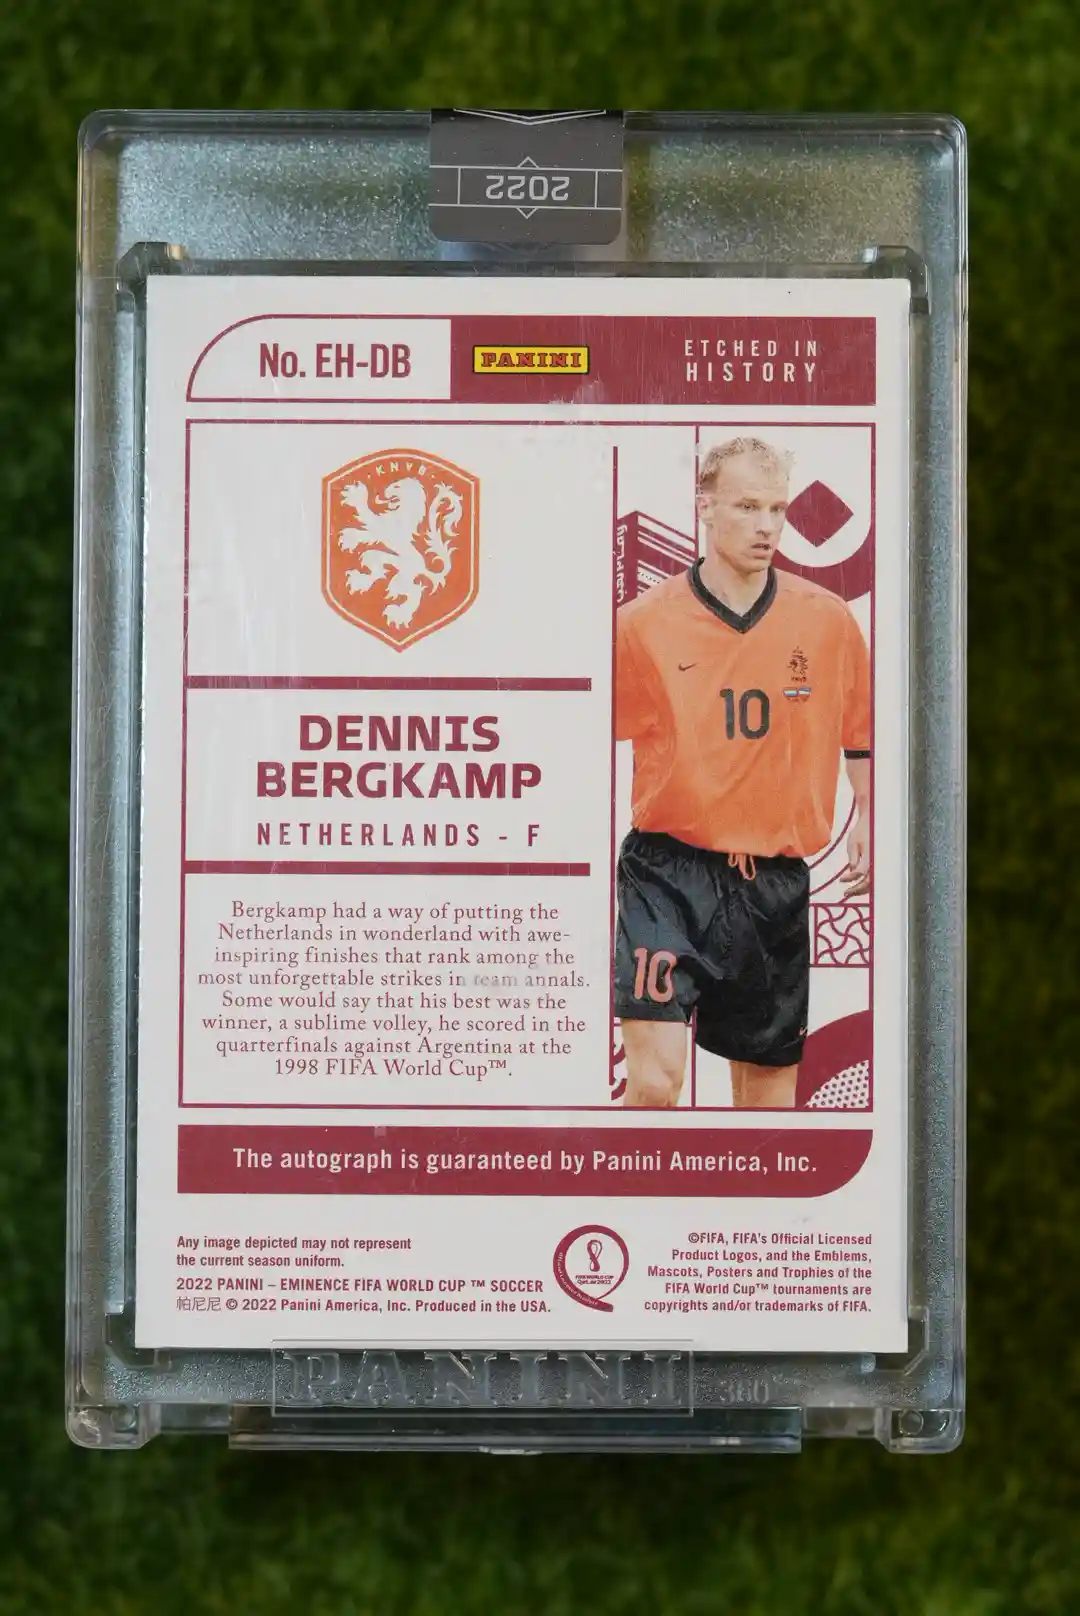 2022
No. EH-DB
PANINI
ETCHED IN
HISTORY
KNVB
10
DENNIS
BERGKAMP
NETHERLANDS - F
Bergkamp had a way of putting the
Netherlands in wonderland with awe-
inspiring finishes that rank among the
most unforgettable strikes in team annals.
Some would say that his best was the
winner, a sublime volley, he scored in the
quarterfinals against Argentina at the
1998 FIFA World Cup™.
10
The autograph is guaranteed by Panini America, Inc.
Any image depicted may not represent
the current season uniform.
2022 PANINI – EMINENCE FIFA WORLD CUP ™ SOCCER
帕尼尼 © 2022 Panini America, Inc. Produced in the USA.
FIFA WORLD CUP
Qatar2022
©FIFA, FIFA's Official Licensed
Product Logos, and the Emblems,
Mascots, Posters and Trophies of the
FIFA World Cup™ tournaments are
copyrights and/or trademarks of FIFA.
PANINI
360